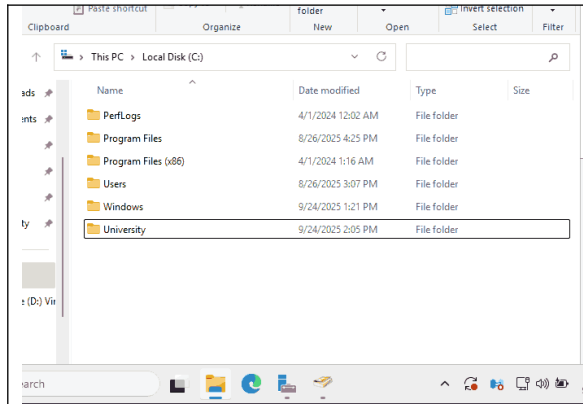 Paste shortcut
folder
Invert selection
Clipboard
Organize
New
Open
Select
Filter
This PC > Local Disk (C:)
ads
Name
Date modified
Type
Size
ents
PerfLogs
4/1/2024 12:02 AM
File folder
Program Files
8/26/2025 4:25 PM
File folder
Program Files (x86)
4/1/2024 1:16 AM
File folder
Users
8/26/2025 3:07 PM
File folder
Windows
9/24/2025 1:21 PM
File folder
ty
University
9/24/2025 2:05 PM
File folder
e (D:) Vir
arch